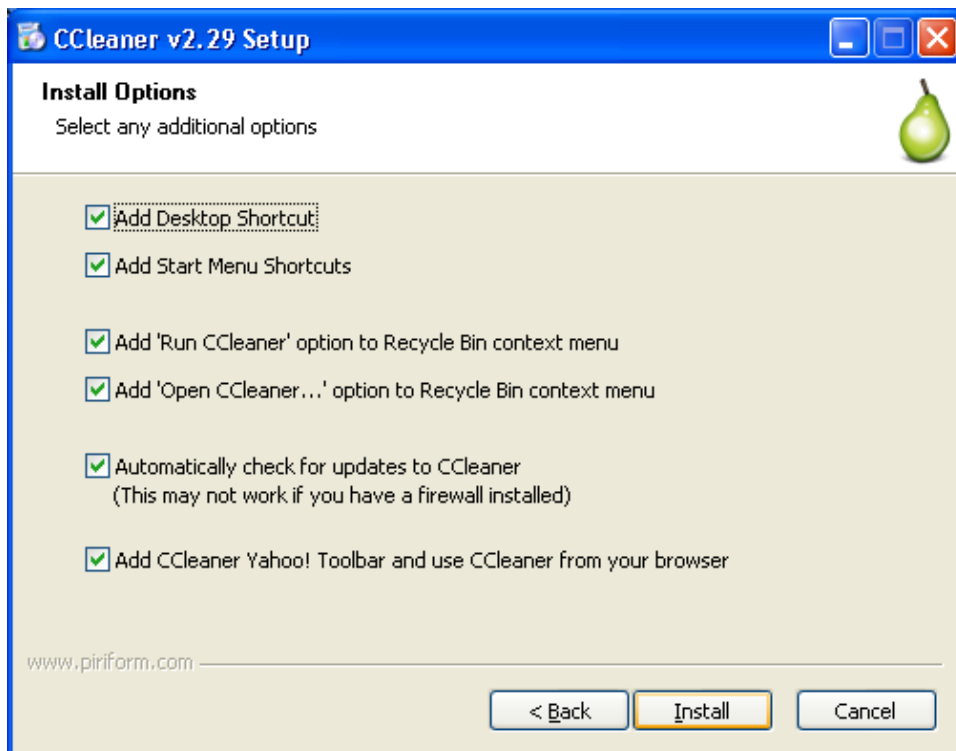 CCleaner v2.29 Setup
Install Options
Select any additional options
Add Desktop Shortcut
Add Start Menu Shortcuts
Add 'Run CCleaner' option to Recycle Bin context menu
Add 'Open CCleaner...' option to Recycle Bin context menu
Automatically check for updates to CCleaner
(This may not work if you have a firewall installed)
Add CCleaner Yahoo! Toolbar and use CCleaner from your browser
www.piriform.com
< Back
Install
Cancel